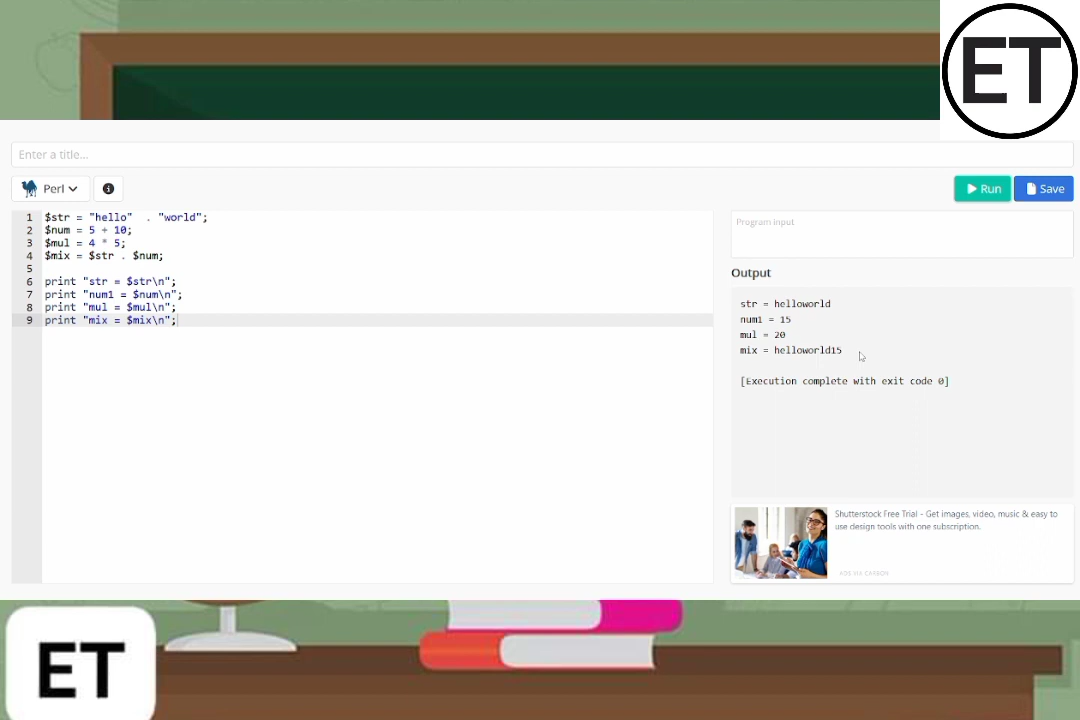 ET
Enter a title...
Perl
Run
Save
1 $str = "hello"  . "world";
2 $num = 5 + 10;
3 $mul = 4 * 5;
4 $mix = $str . $num;
5
6 print "str = $str\n";
7 print "num1 = $num\n";
8 print "mul = $mul\n";
9 print "mix = $mix\n";
Program input
Output
str = helloworld
num1 = 15
mul = 20
mix = helloworld15
[Execution complete with exit code 0]
Shutterstock Free Trial - Get images, video, music & easy to
use design tools with one subscription.
ADS VIA CARBON
ET